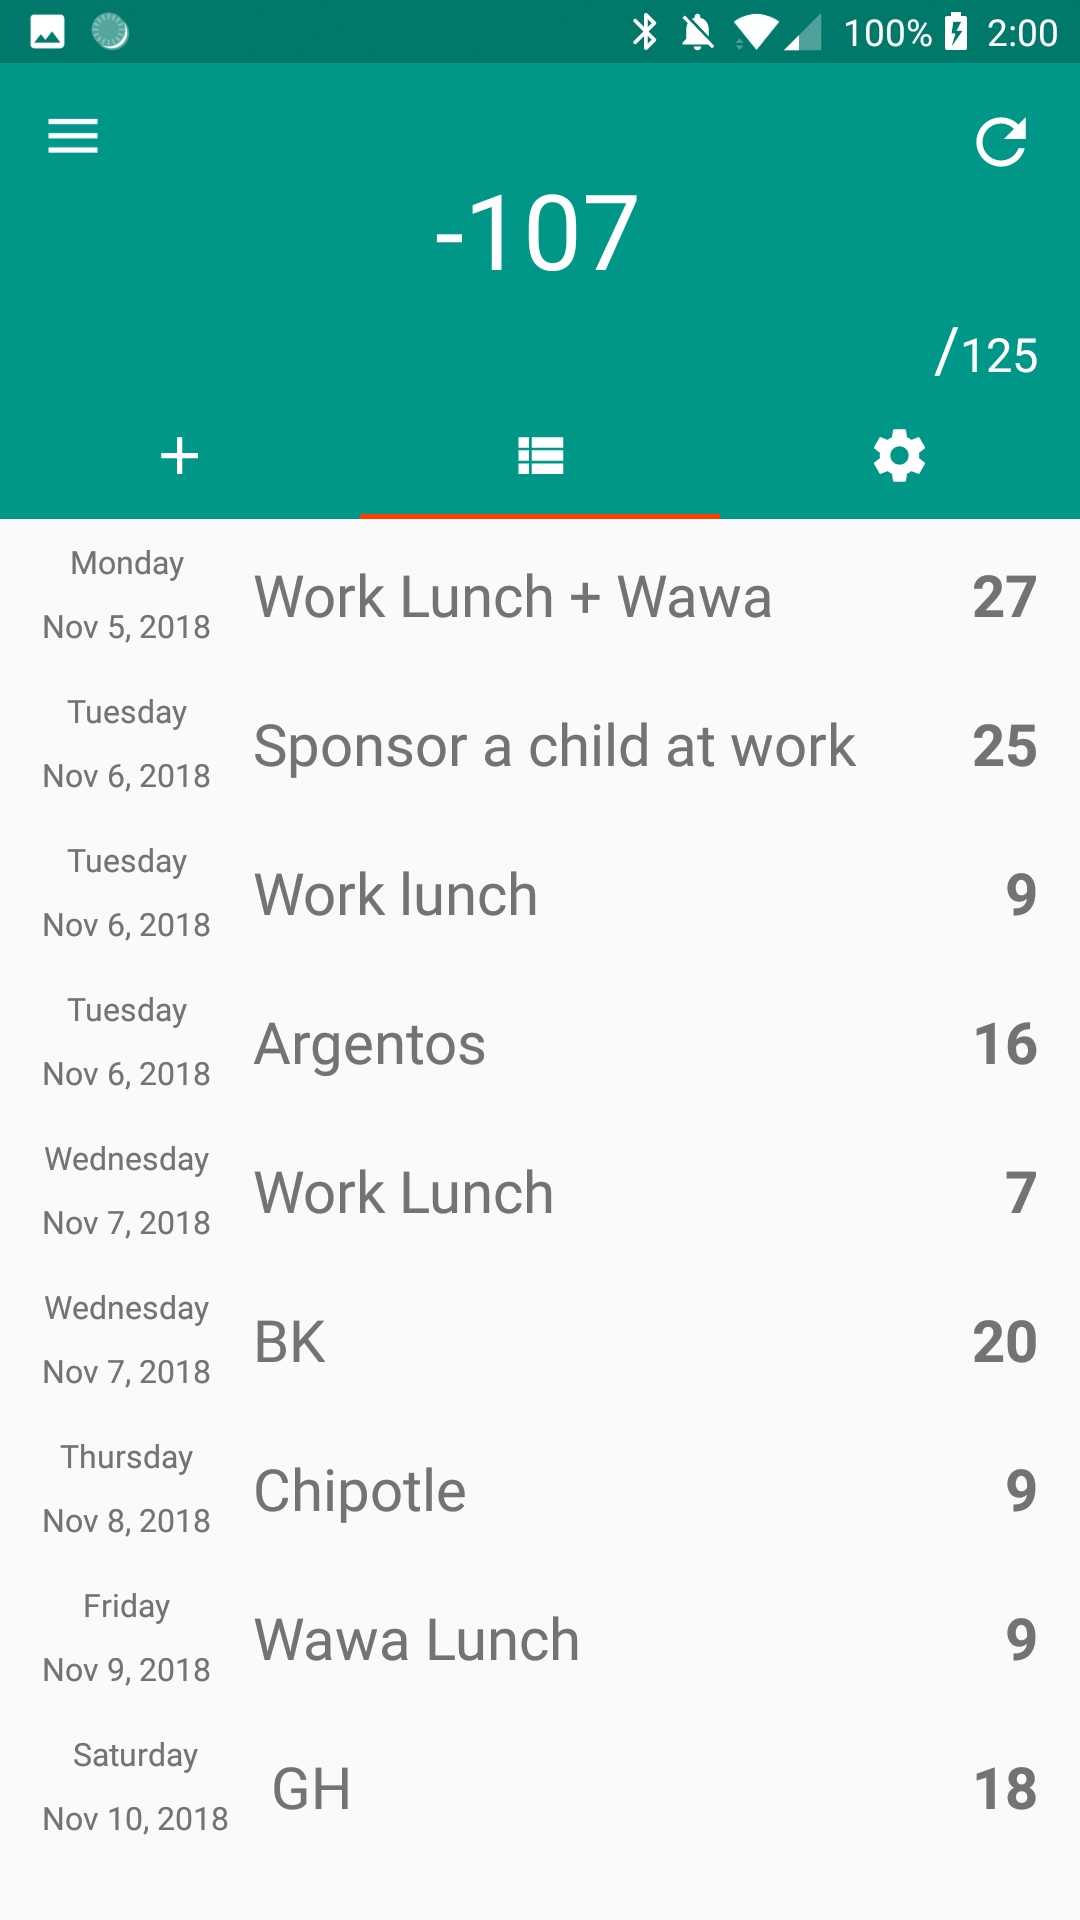 100% 2:00
-107
/125
Monday
Nov 5, 2018
Work Lunch + Wawa 27
Tuesday
Nov 6, 2018
Sponsor a child at work 25
Tuesday
Nov 6, 2018
Work lunch 9
Tuesday
Nov 6, 2018
Argentos 16
Wednesday
Nov 7, 2018
Work Lunch 7
Wednesday
Nov 7, 2018
BK 20
Thursday
Nov 8, 2018
Chipotle 9
Friday
Nov 9, 2018
Wawa Lunch 9
Saturday
Nov 10, 2018
GH 18